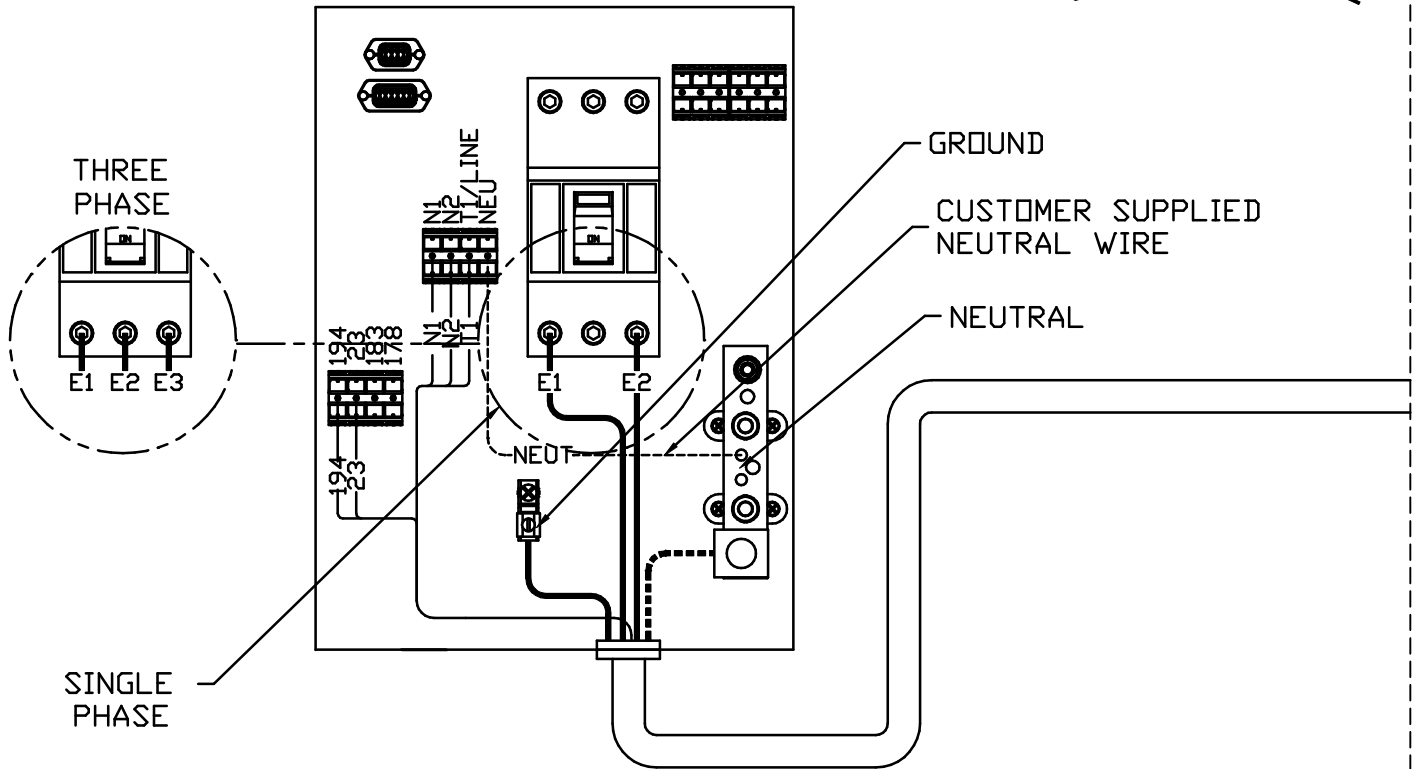 THREE
PHASE
ON
E1 E2 E3
N1
N2
T1/LINE
NEU
ON
N1
N2
T1
194
23
183
178
194
23
E1 E2
NEUT
GROUND
CUSTOMER SUPPLIED
NEUTRAL WIRE
NEUTRAL
SINGLE
PHASE